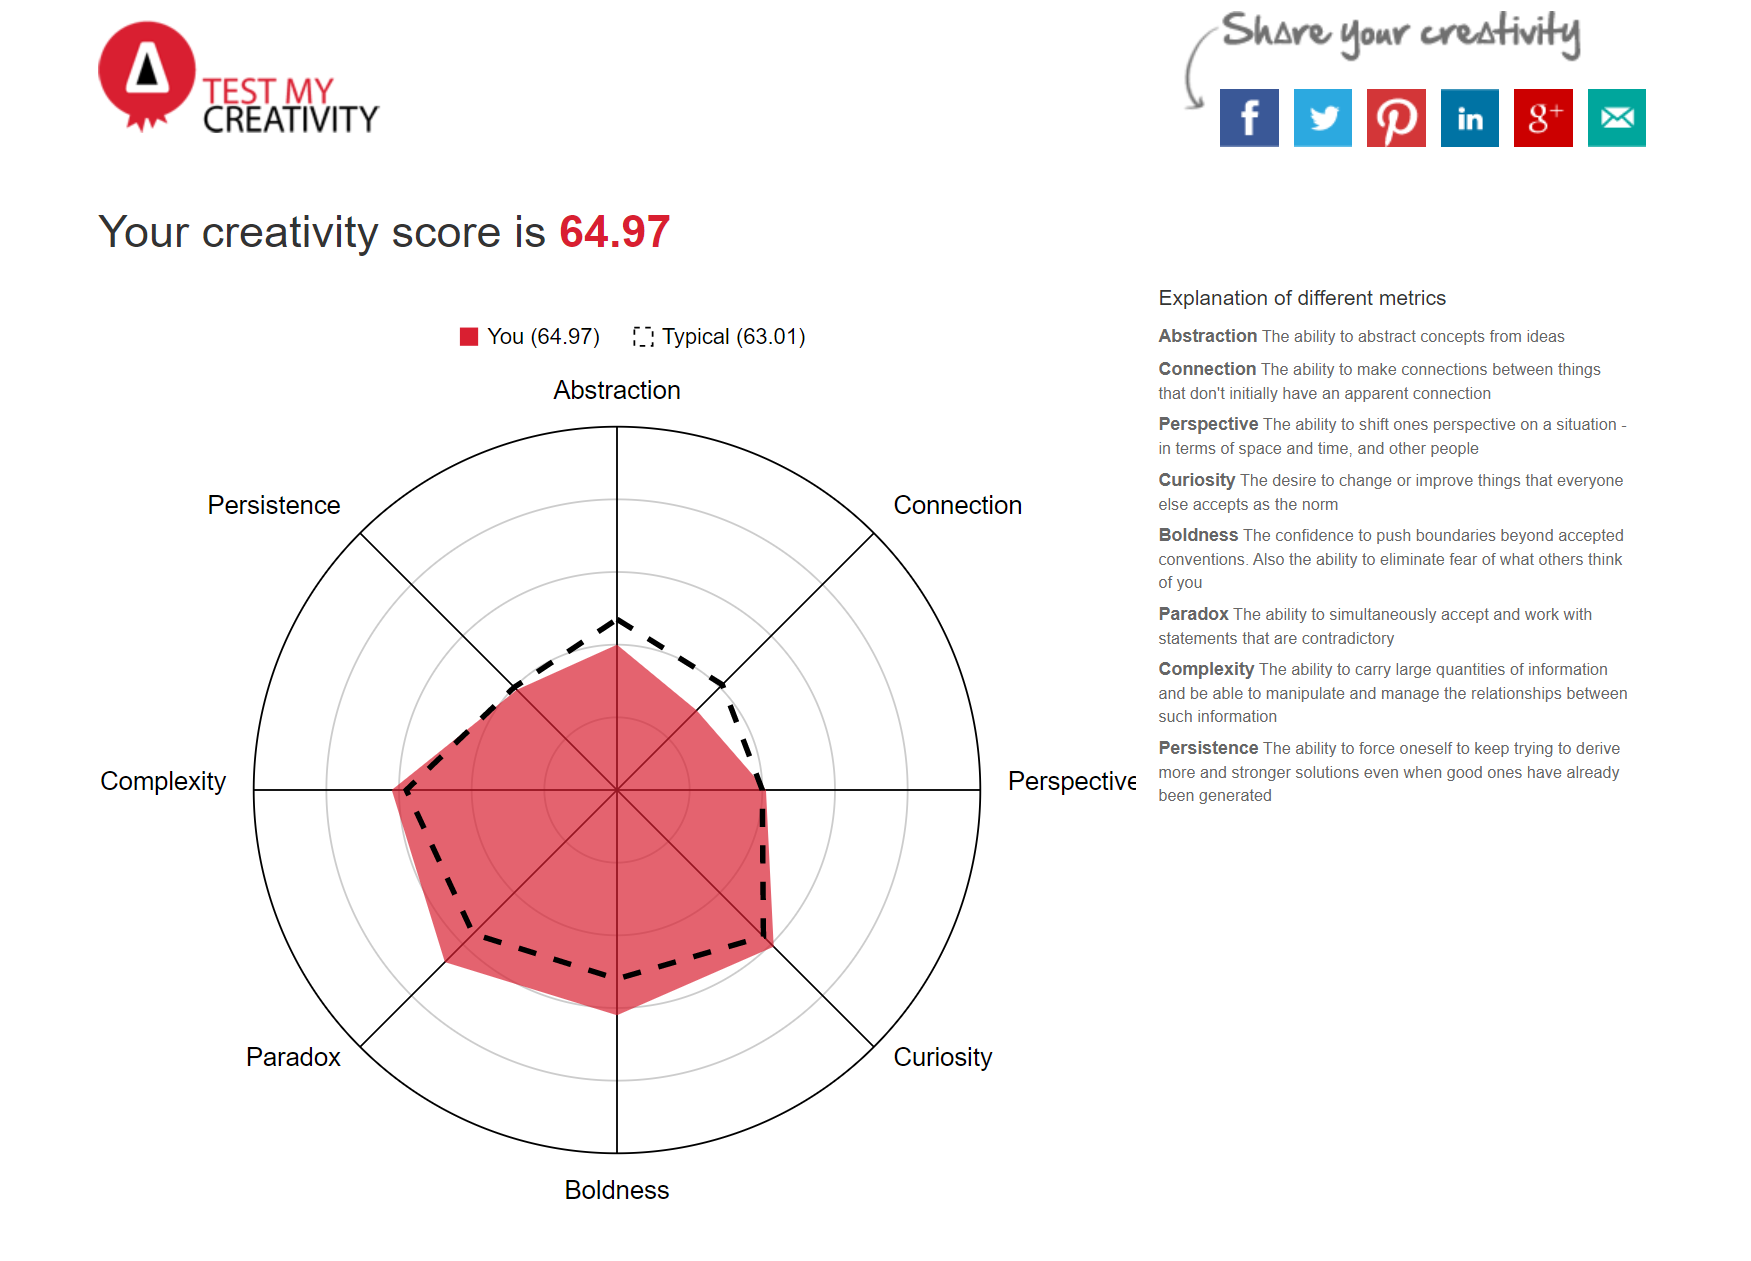 TEST MY
CREATIVITY
Share your creativity
f
in
g+
Your creativity score is 64.97
You (64.97)
Typical (63.01)
Abstraction
Persistence
Connection
Complexity
Perspective
Paradox
Curiosity
Boldness
Explanation of different metrics
Abstraction The ability to abstract concepts from ideas
Connection The ability to make connections between things
that don't initially have an apparent connection
Perspective The ability to shift ones perspective on a situation -
in terms of space and time, and other people
Curiosity The desire to change or improve things that everyone
else accepts as the norm
Boldness The confidence to push boundaries beyond accepted
conventions. Also the ability to eliminate fear of what others think
of you
Paradox The ability to simultaneously accept and work with
statements that are contradictory
Complexity The ability to carry large quantities of information
and be able to manipulate and manage the relationships between
such information
Persistence The ability to force oneself to keep trying to derive
more and stronger solutions even when good ones have already
been generated